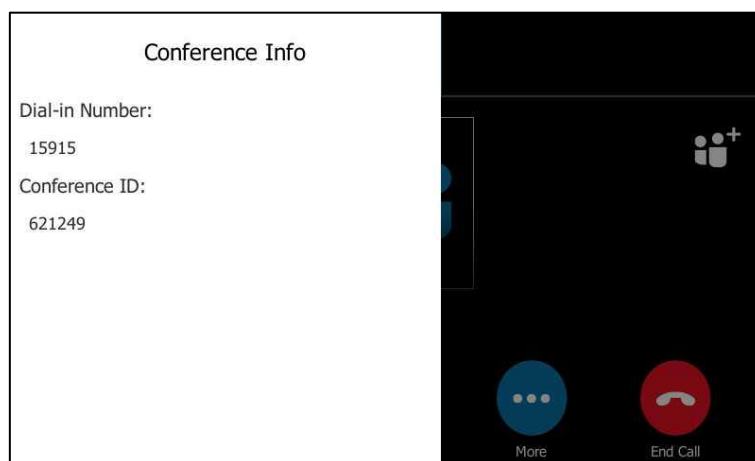 Conference Info
Dial-in Number:
15915
Conference ID:
621249
More
End Call